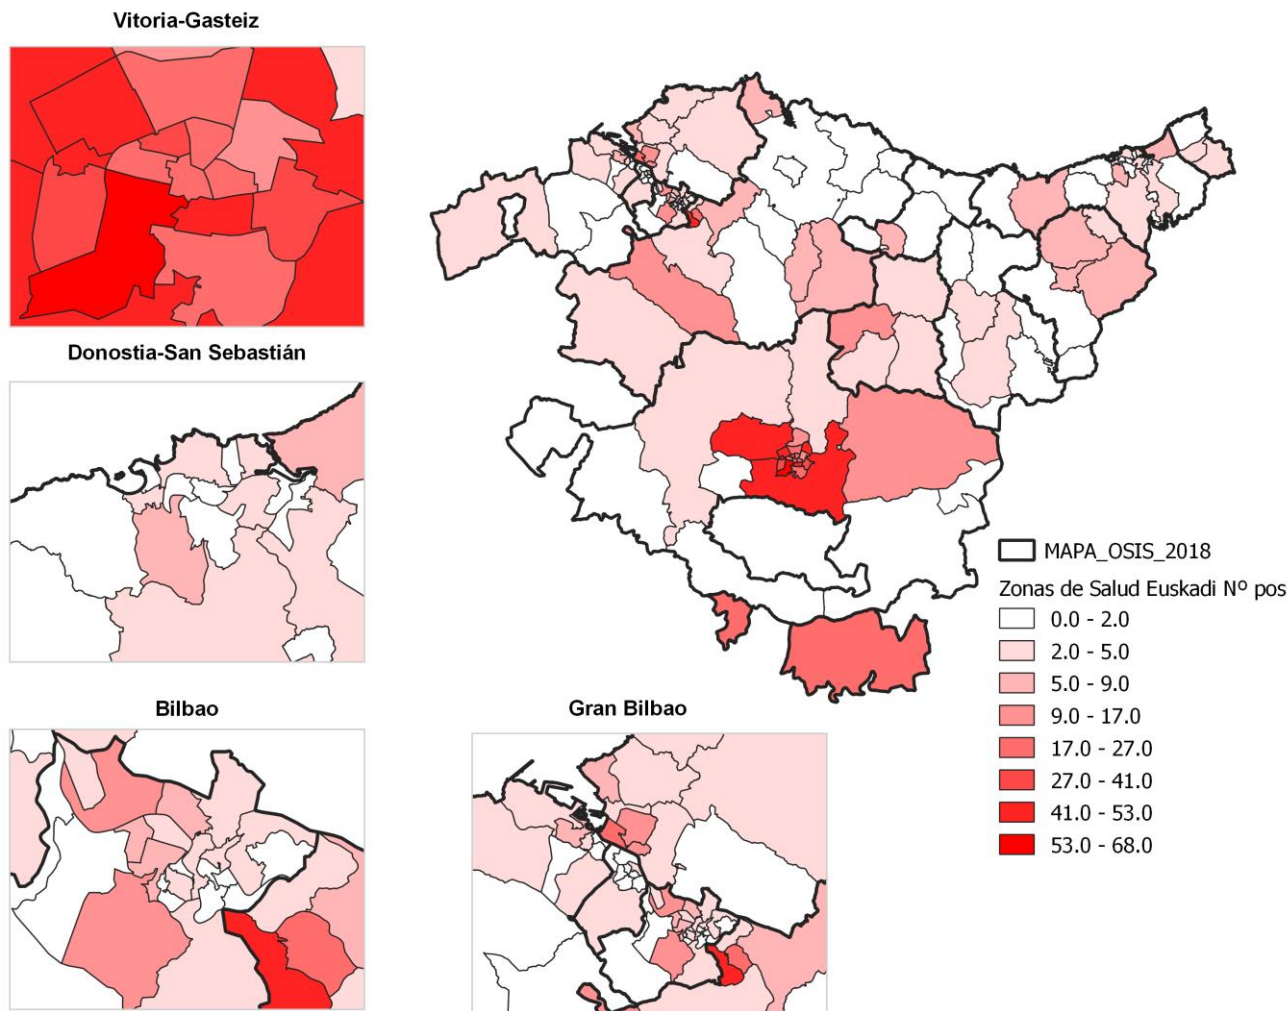 Vitoria-Gasteiz
Donostia-San Sebastián
Bilbao
Gran Bilbao
MAPA_OSIS_2018
Zonas de Salud Euskadi Nº pos
0.0 - 2.0
2.0 - 5.0
5.0 - 9.0
9.0 - 17.0
17.0 - 27.0
27.0 - 41.0
41.0 - 53.0
53.0 - 68.0